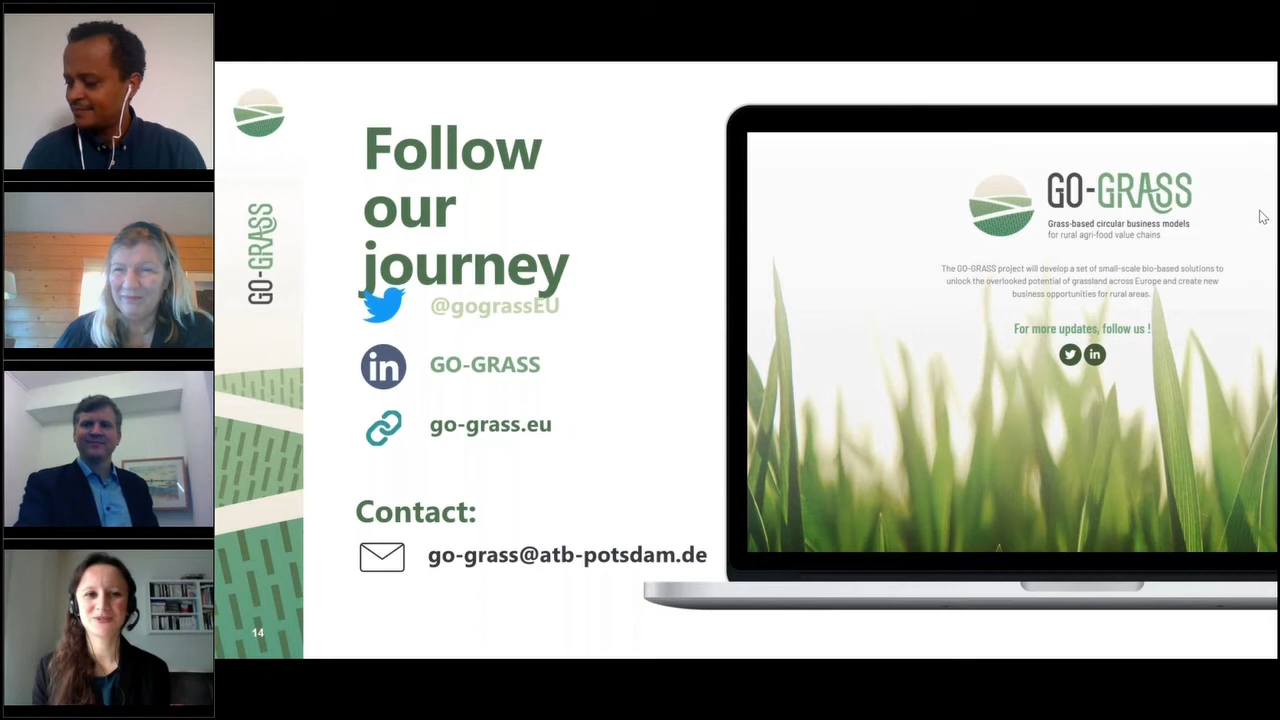 GO-GRASS
14
Follow
our
journey
@gograssEU
in
GO-GRASS
go-grass.eu
Contact:
go-grass@atb-potsdam.de
GO-GRASS
Grass-based circular business models
for rural agri-food value chains
The GO-GRASS project will develop a set of small-scale bio-based solutions to
unlock the overlooked potential of grassland across Europe and create new
business opportunities for rural areas.
For more updates, follow us !
in